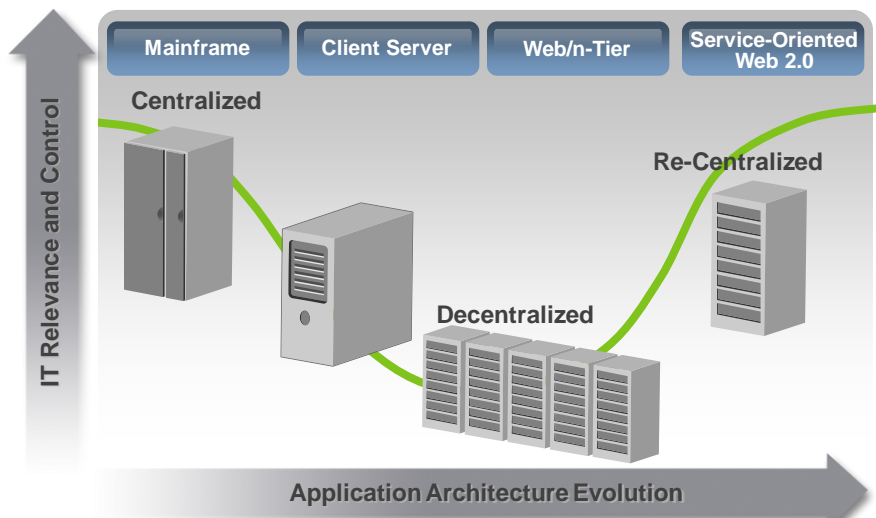 Mainframe
Client Server
Web/n-Tier
Service-Oriented
Web 2.0
Centralized
Re-Centralized
Decentralized
IT Relevance and Control
Application Architecture Evolution